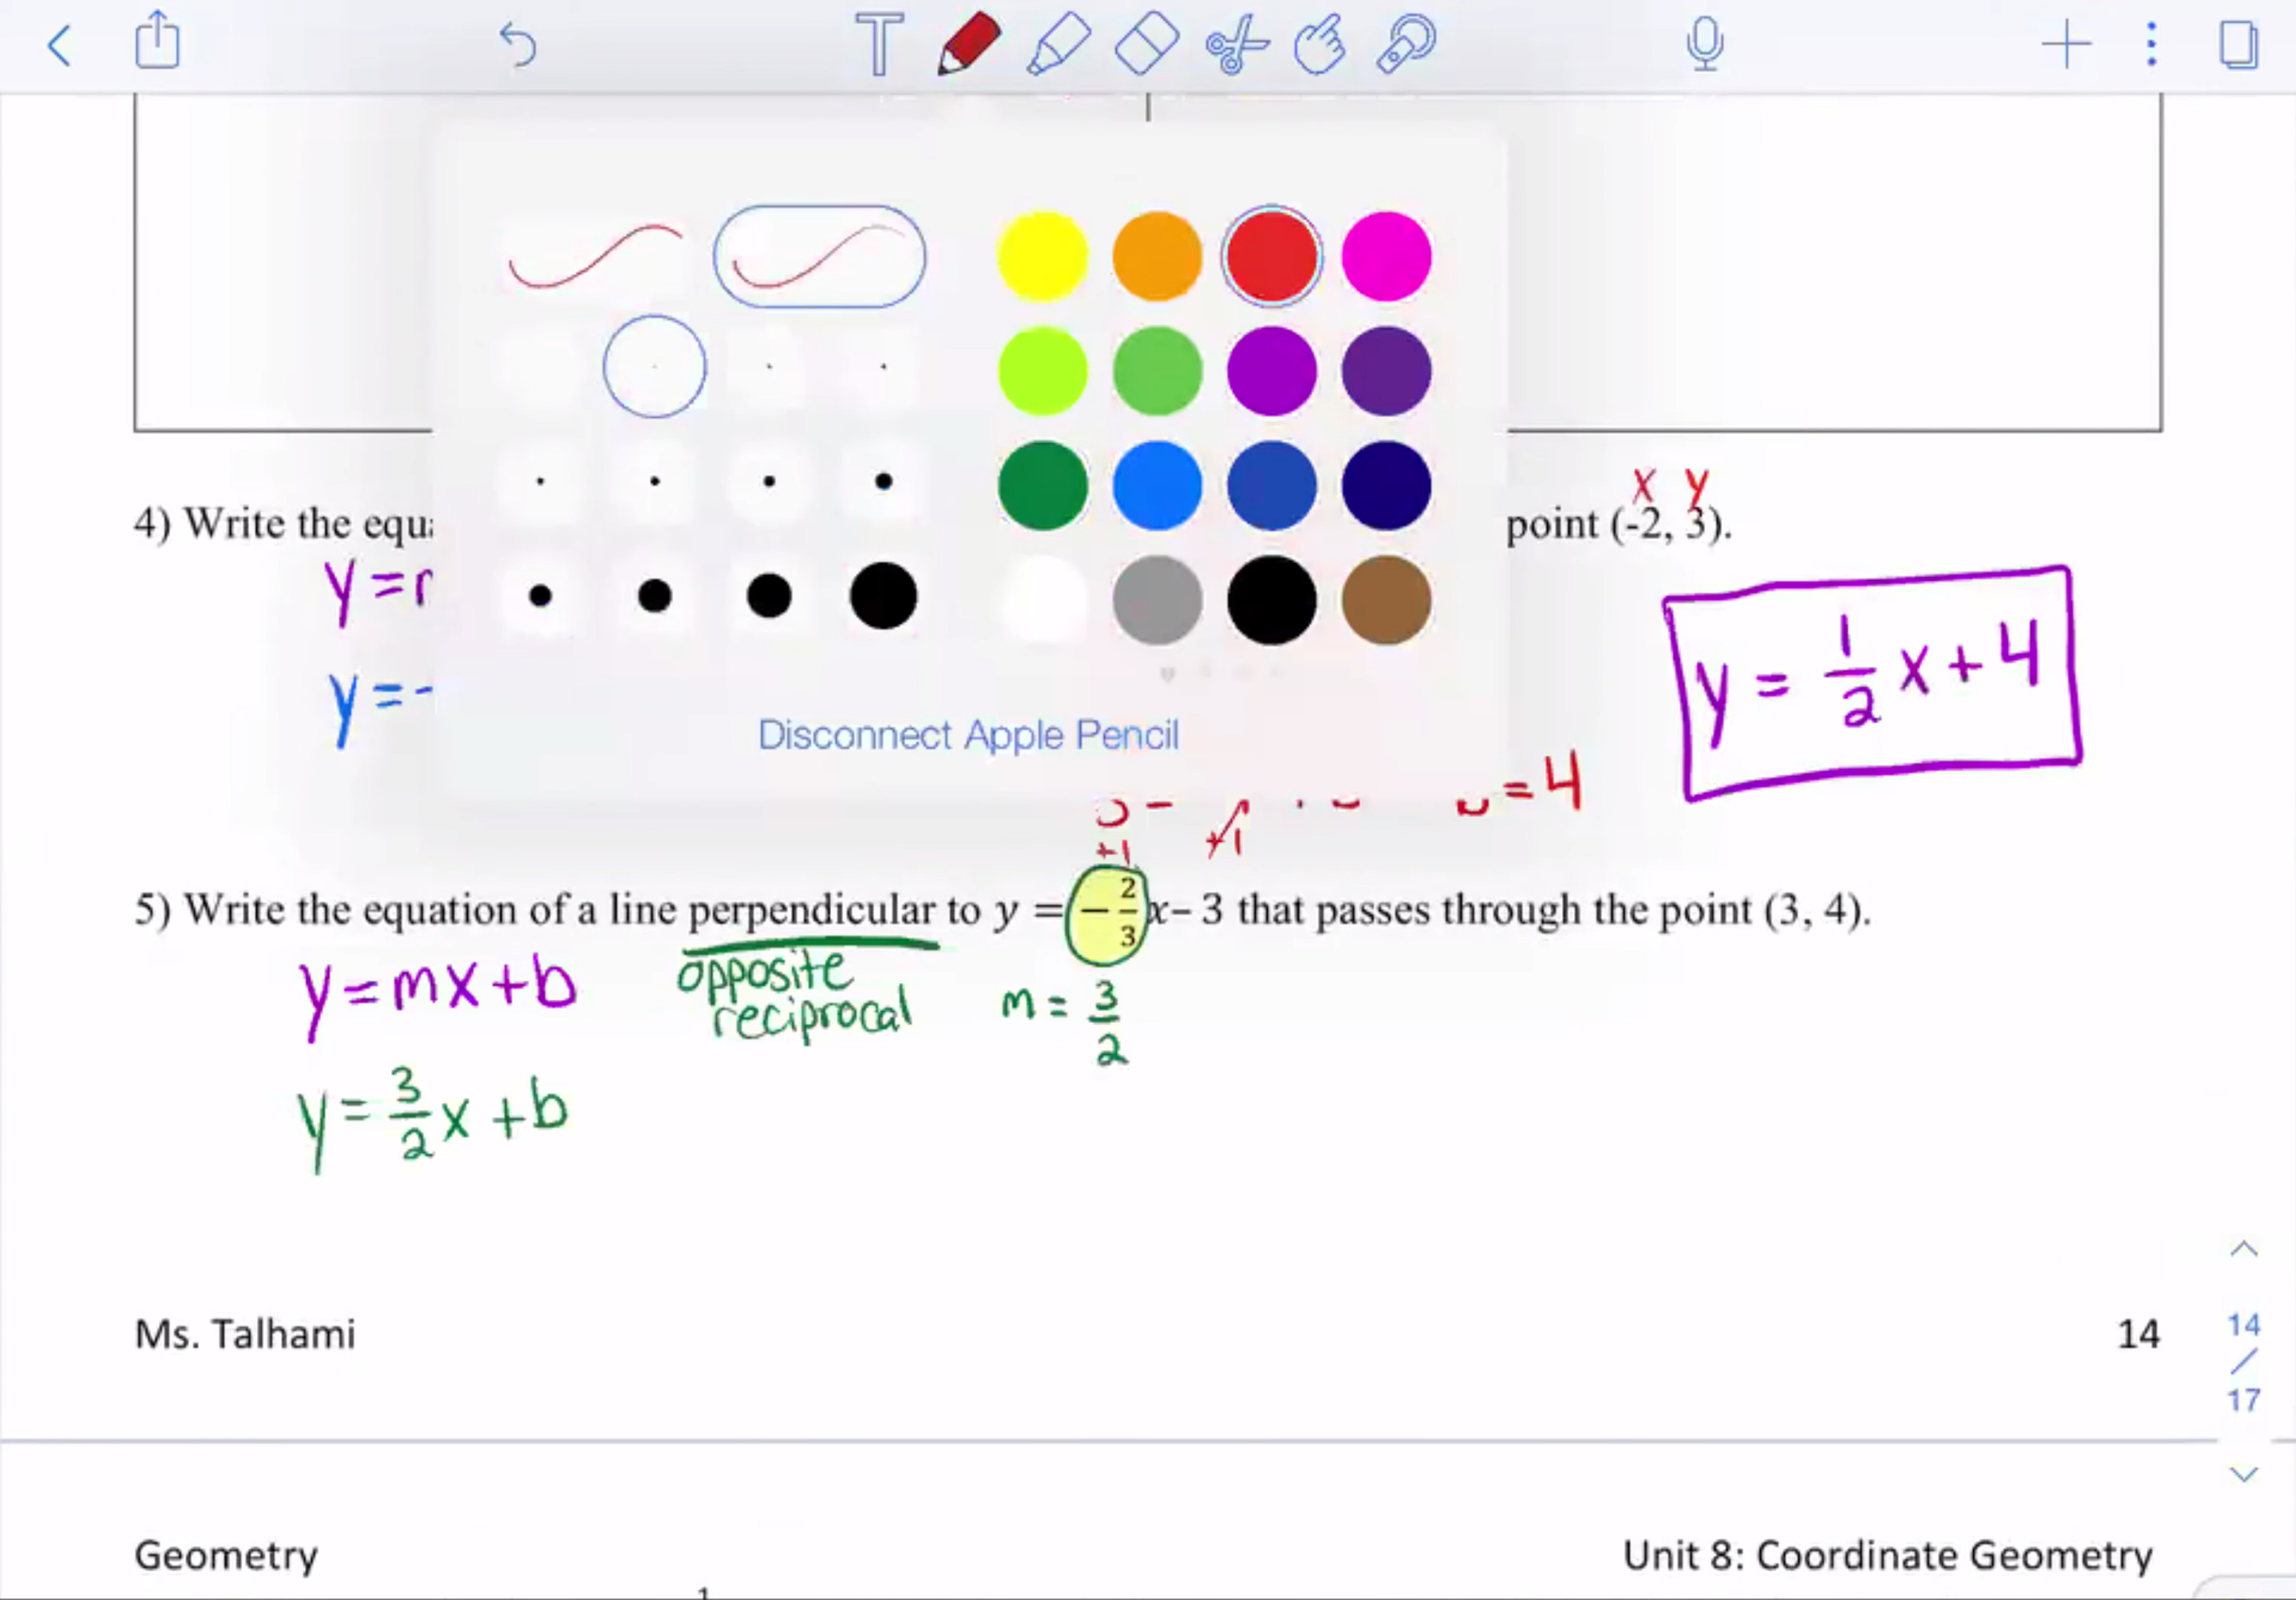 T
4) Write the equ
point (-2, 3).
x y
y =
y = -
y = 1/2 x + 4
Disconnect Apple Pencil
= 4
+1 +1
5) Write the equation of a line perpendicular to y = -2/3 x - 3 that passes through the point (3, 4).
y = mx + b
opposite
reciprocal
m = 3/2
y = 3/2 x + b
Ms. Talhami
14
14
/
17
Geometry
Unit 8: Coordinate Geometry
1